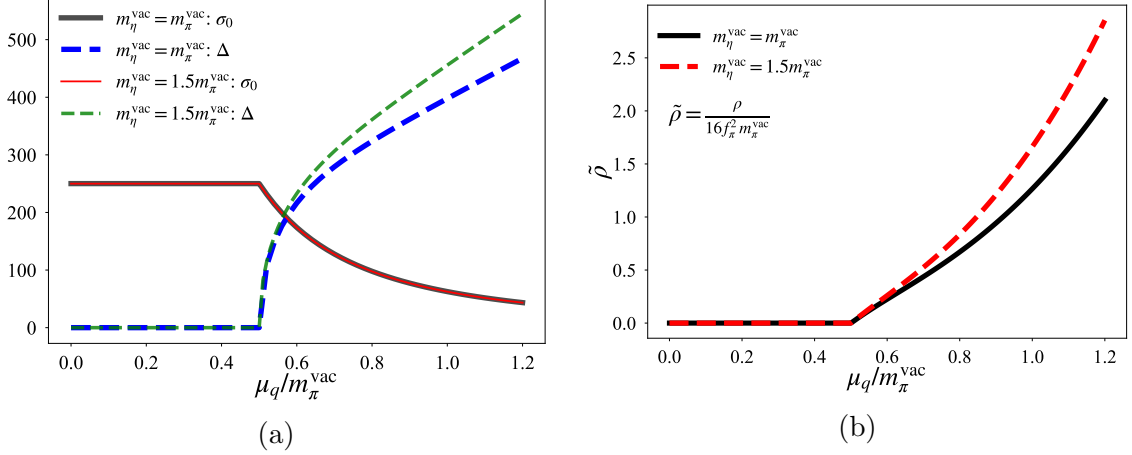 m_η^vac = m_π^vac: σ_0
m_η^vac = m_π^vac: Δ
m_η^vac = 1.5m_π^vac: σ_0
m_η^vac = 1.5m_π^vac: Δ
500
400
300
200
100
0
0.0 0.2 0.4 0.6 0.8 1.0 1.2
μ_q/m_π^vac
(a)
m_η^vac = m_π^vac
m_η^vac = 1.5m_π^vac
ρ̃ = ρ / 16f_π^2 m_π^vac
ρ̃
2.5
2.0
1.5
1.0
0.5
0.0
0.0 0.2 0.4 0.6 0.8 1.0 1.2
μ_q/m_π^vac
(b)